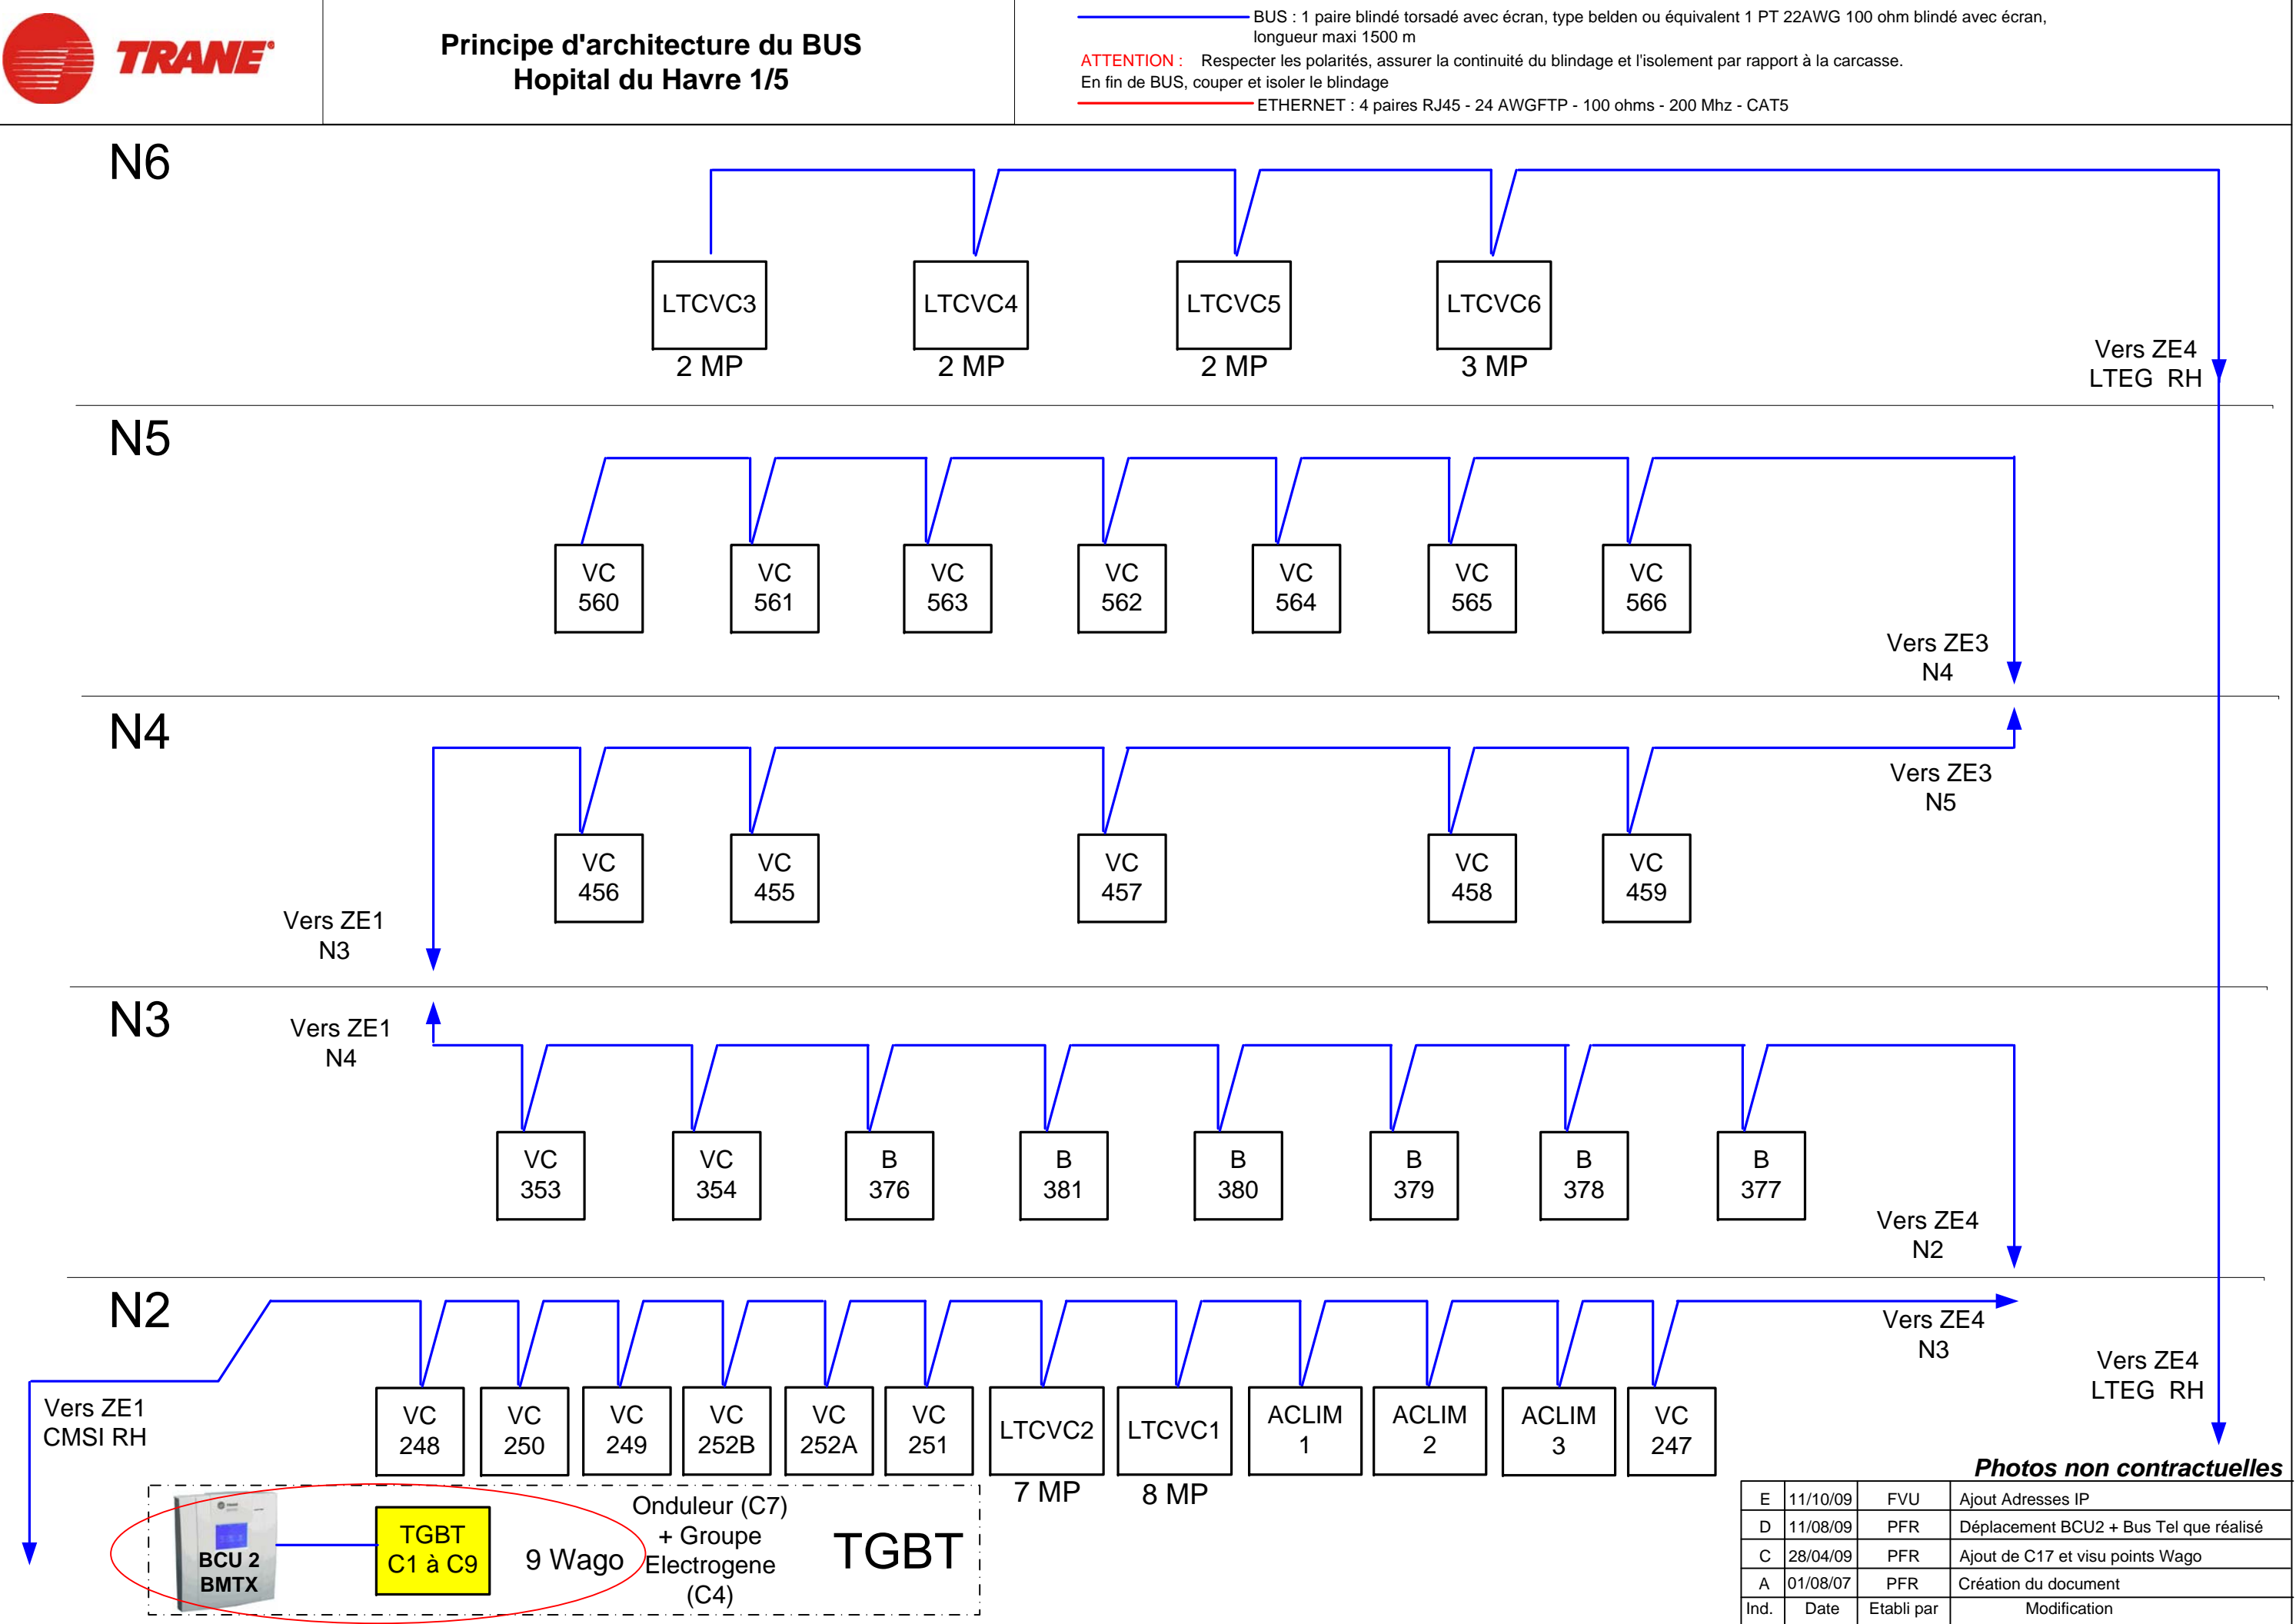 TRANE
Principe d'architecture du BUS
Hopital du Havre 1/5
BUS : 1 paire blindé torsadé avec écran, type belden ou équivalent 1 PT 22AWG 100 ohm blindé avec écran,
longueur maxi 1500 m
ATTENTION : Respecter les polarités, assurer la continuité du blindage et l'isolement par rapport à la carcasse.
En fin de BUS, couper et isoler le blindage
ETHERNET : 4 paires RJ45 - 24 AWGFTP - 100 ohms - 200 Mhz - CAT5
N6
LTCVC3
LTCVC4
LTCVC5
LTCVC6
2 MP
2 MP
2 MP
3 MP
Vers ZE4
LTEG RH
N5
VC
560
VC
561
VC
563
VC
562
VC
564
VC
565
VC
566
Vers ZE3
N4
N4
VC
456
VC
455
VC
457
VC
458
VC
459
Vers ZE3
N5
Vers ZE1
N3
N3
Vers ZE1
N4
VC
353
VC
354
B
376
B
381
B
380
B
379
B
378
B
377
Vers ZE4
N2
N2
Vers ZE4
N3
Vers ZE4
LTEG RH
Vers ZE1
CMSI RH
VC
248
VC
250
VC
249
VC
252B
VC
252A
VC
251
LTCVC2
LTCVC1
ACLIM
1
ACLIM
2
ACLIM
3
VC
247
7 MP
8 MP
BCU 2
BMTX
TGBT
C1 à C9
9 Wago
Onduleur (C7)
+ Groupe
Electrogene
(C4)
TGBT
Photos non contractuelles
E 11/10/09 FVU Ajout Adresses IP
D 11/08/09 PFR Déplacement BCU2 + Bus Tel que réalisé
C 28/04/09 PFR Ajout de C17 et visu points Wago
A 01/08/07 PFR Création du document
Ind. Date Etabli par Modification